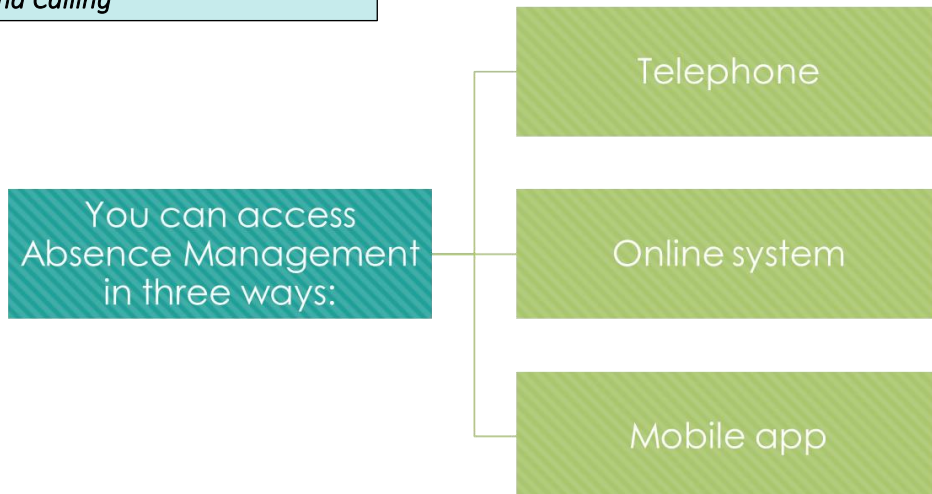 nd Calling
You can access
Absence Management
in three ways:
Telephone
Online system
Mobile app